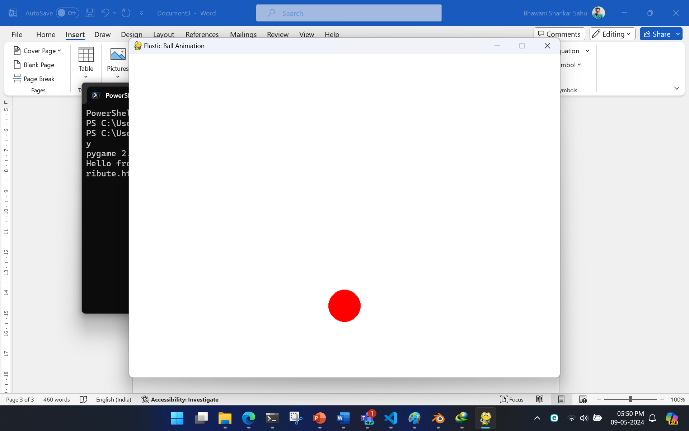 AutoSave Off Document3 - Word Search Bhawani Shankar Sahu
File Home Insert Draw Design Layout References Mailings Review View Help Comments Editing Share
Elastic Ball Animation
Cover Page
Blank Page
Page Break
Pages
Table
Pictures
PowerShell
PS C:\Use
PS C:\Use
y
pygame 2.
Hello fro
ribute.ht
Page 3 of 3 460 words English (India) Accessibility: Investigate Focus 100%
05:50 PM
09-05-2024